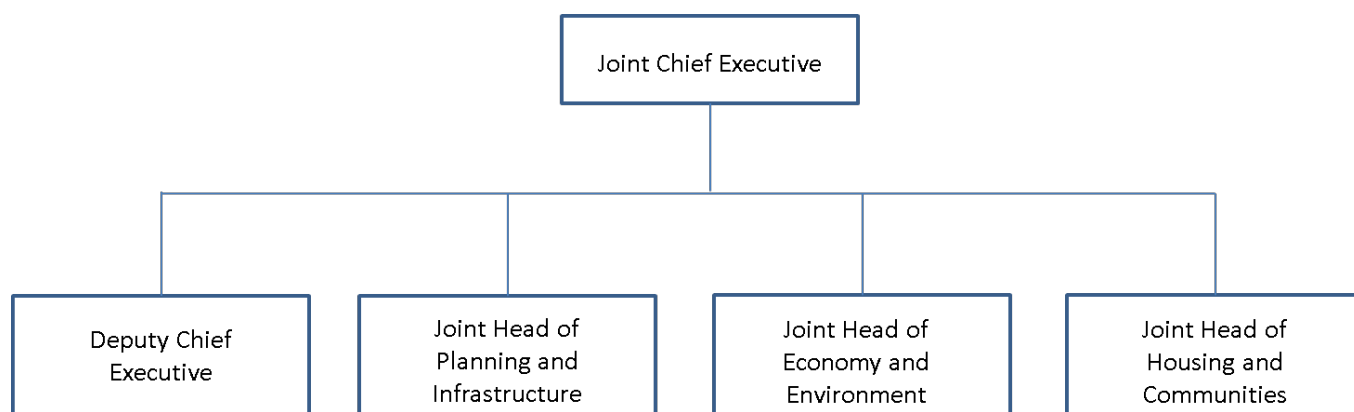 Joint Chief Executive
Deputy Chief
Executive
Joint Head of
Planning and
Infrastructure
Joint Head of
Economy and
Environment
Joint Head of
Housing and
Communities